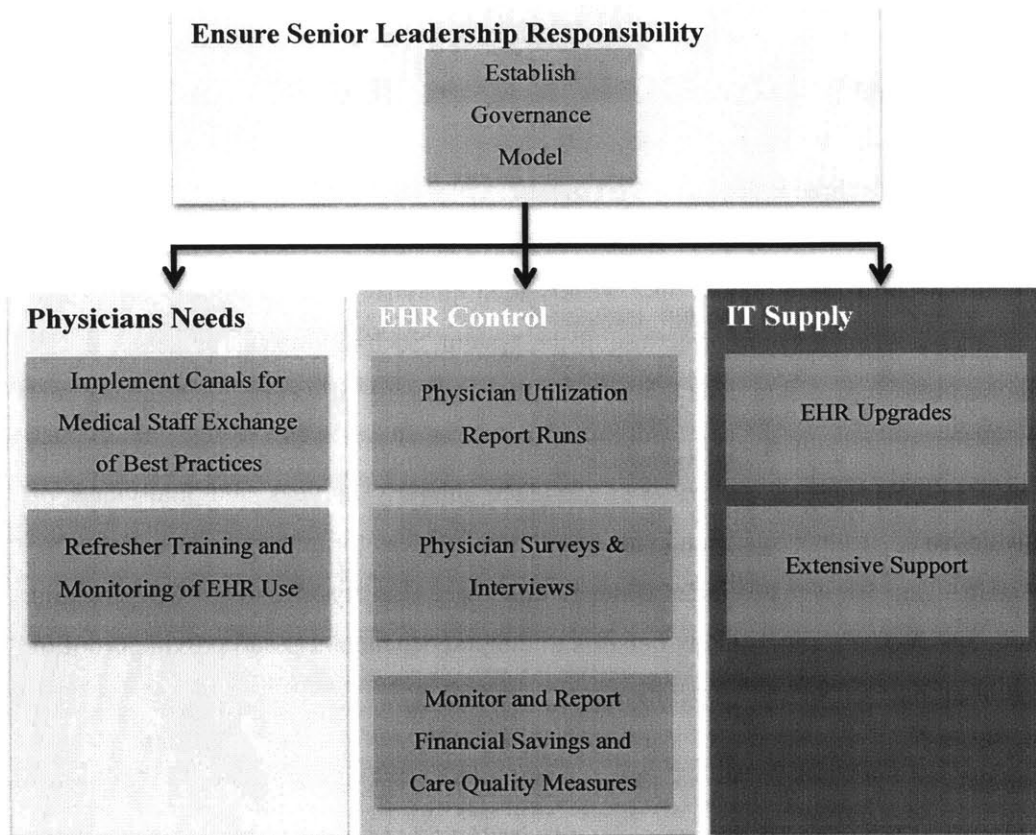 Ensure Senior Leadership Responsibility
Establish
Governance
Model
Physicians Needs
Implement Canals for
Medical Staff Exchange
of Best Practices
Refresher Training and
Monitoring of EHR Use
EHR Control
Physician Utilization
Report Runs
Physician Surveys &
Interviews
Monitor and Report
Financial Savings and
Care Quality Measures
IT Supply
EHR Upgrades
Extensive Support